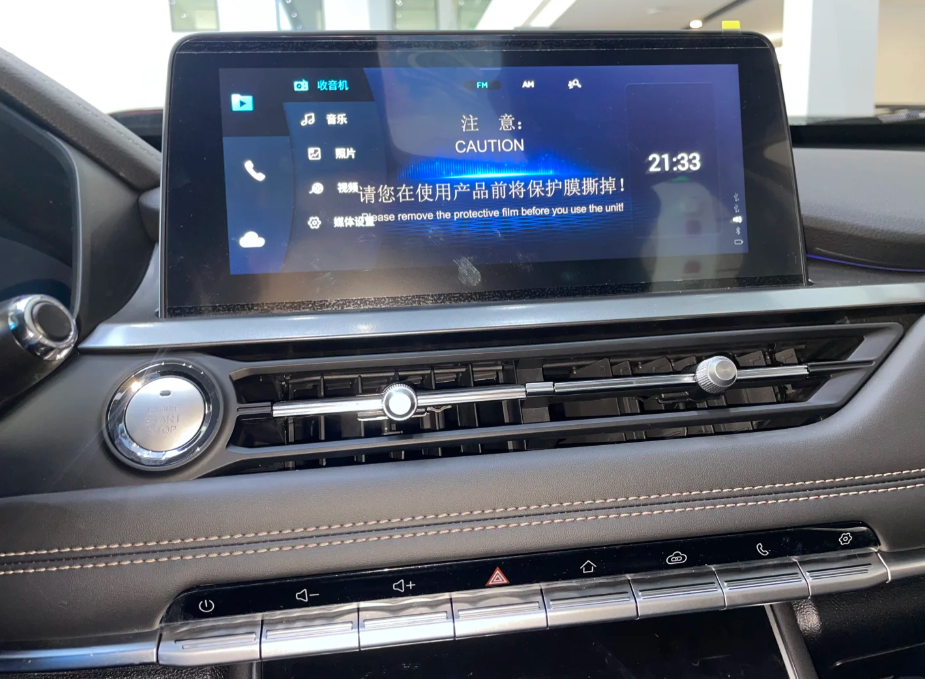 收音机
FM
AM
音乐
注 意:
CAUTION
照片
21:33
视频
请您在使用产品前将保护膜撕掉!
媒体设置
Please remove the protective film before you use the unit!
START